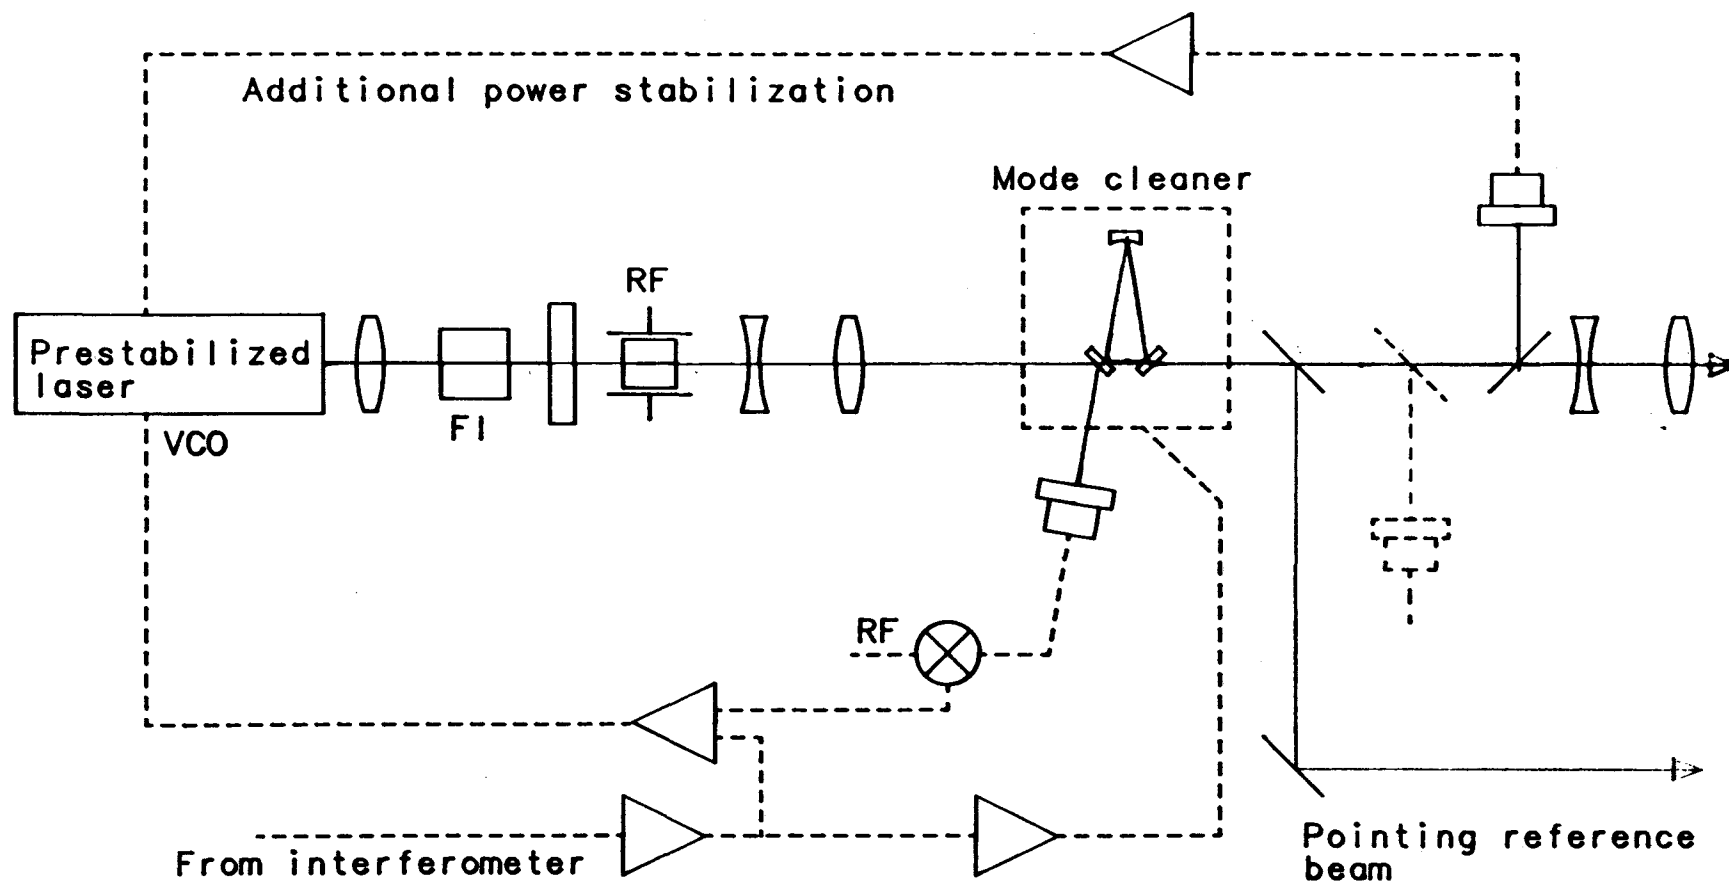 Additional power stabilization
Mode cleaner
RF
Prestabilized
laser
FI
VCO
RF
From interferometer
Pointing reference
beam